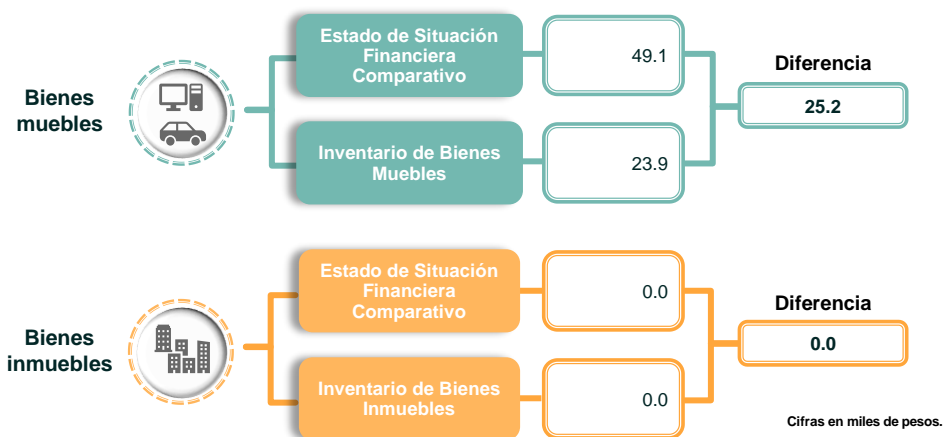 Bienes
muebles
Estado de Situación
Financiera
Comparativo
49.1
Inventario de Bienes
Muebles
23.9
Diferencia
25.2
Bienes
inmuebles
Estado de Situación
Financiera
Comparativo
0.0
Inventario de Bienes
Inmuebles
0.0
Diferencia
0.0
Cifras en miles de pesos.